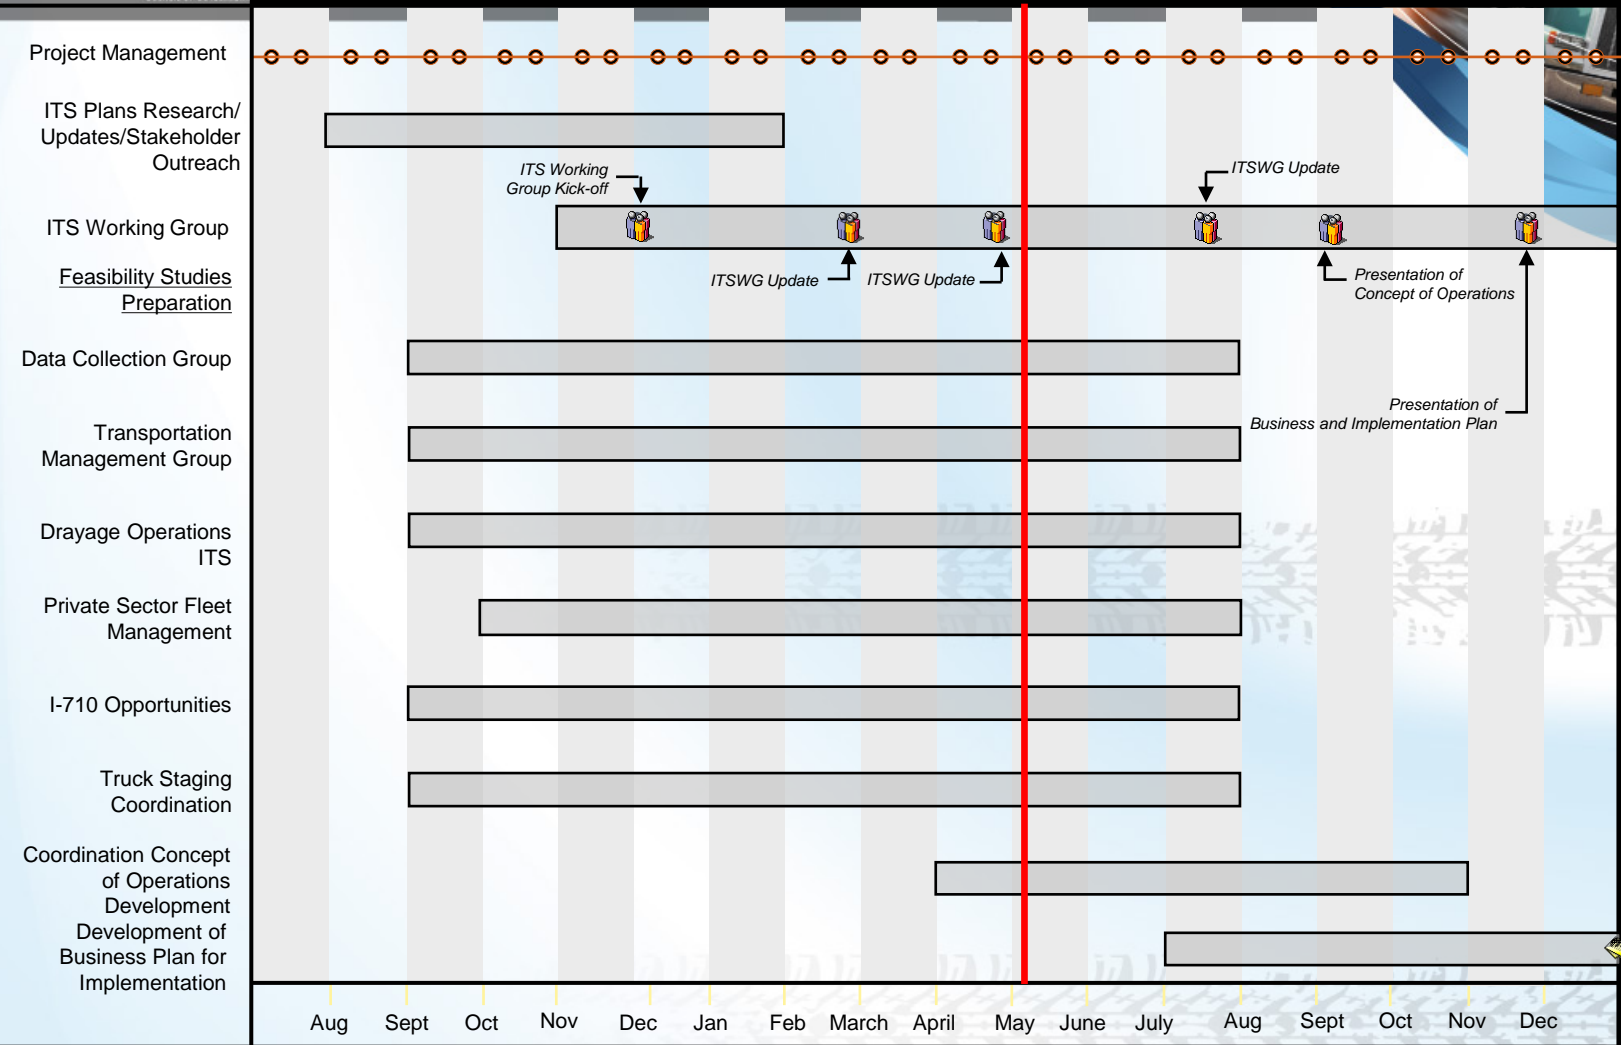 Project Management
ITS Plans Research/
Updates/Stakeholder
Outreach
ITS Working
Group Kick-off
ITSWG Update
ITS Working Group
ITSWG Update
ITSWG Update
Presentation of
Concept of Operations
Feasibility Studies
Preparation
Data Collection Group
Presentation of
Business and Implementation Plan
Transportation
Management Group
Drayage Operations
ITS
Private Sector Fleet
Management
I-710 Opportunities
Truck Staging
Coordination
Coordination Concept
of Operations
Development
Development of
Business Plan for
Implementation
Aug Sept Oct Nov Dec Jan Feb March April May June July Aug Sept Oct Nov Dec